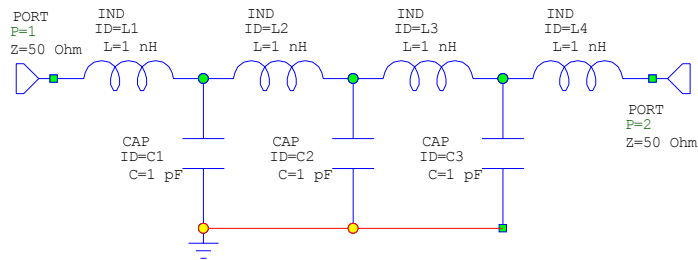 PORT
P=1
Z=50 Ohm
IND
ID=L1
L=1 nH
IND
ID=L2
L=1 nH
IND
ID=L3
L=1 nH
IND
ID=L4
L=1 nH
CAP
ID=C1
C=1 pF
CAP
ID=C2
C=1 pF
CAP
ID=C3
C=1 pF
PORT
P=2
Z=50 Ohm